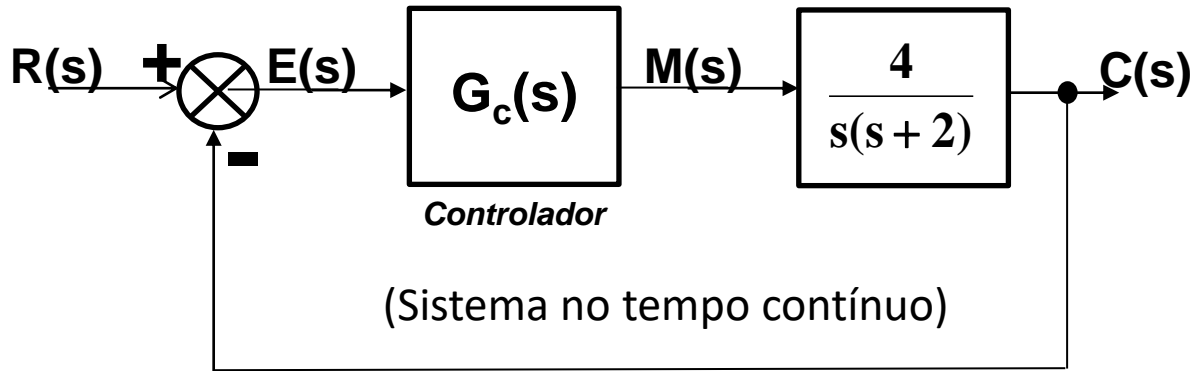 R(s) + E(s) G_c(s) M(s) 4 / s(s + 2) C(s)
−
Controlador
(Sistema no tempo contínuo)